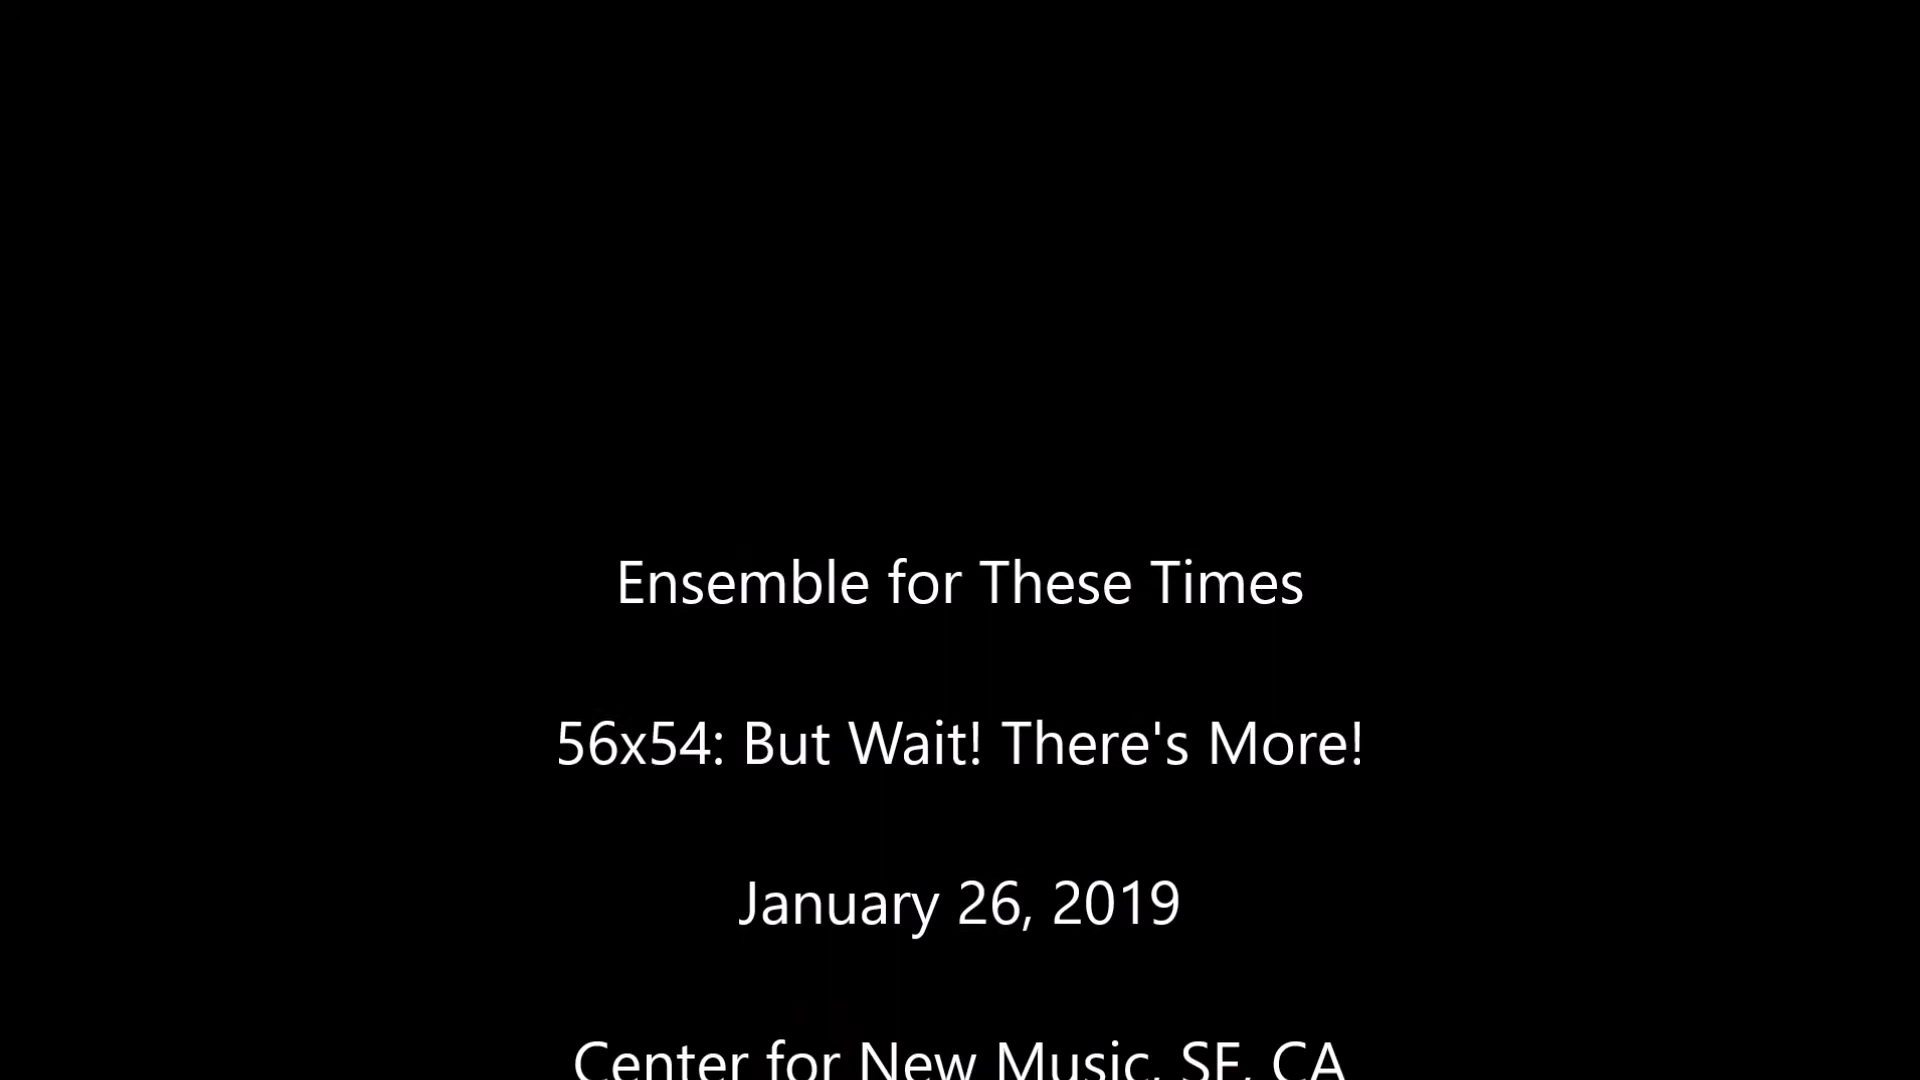 Ensemble for These Times
56x54: But Wait! There's More!
January 26, 2019
Center for New Music, SF, CA